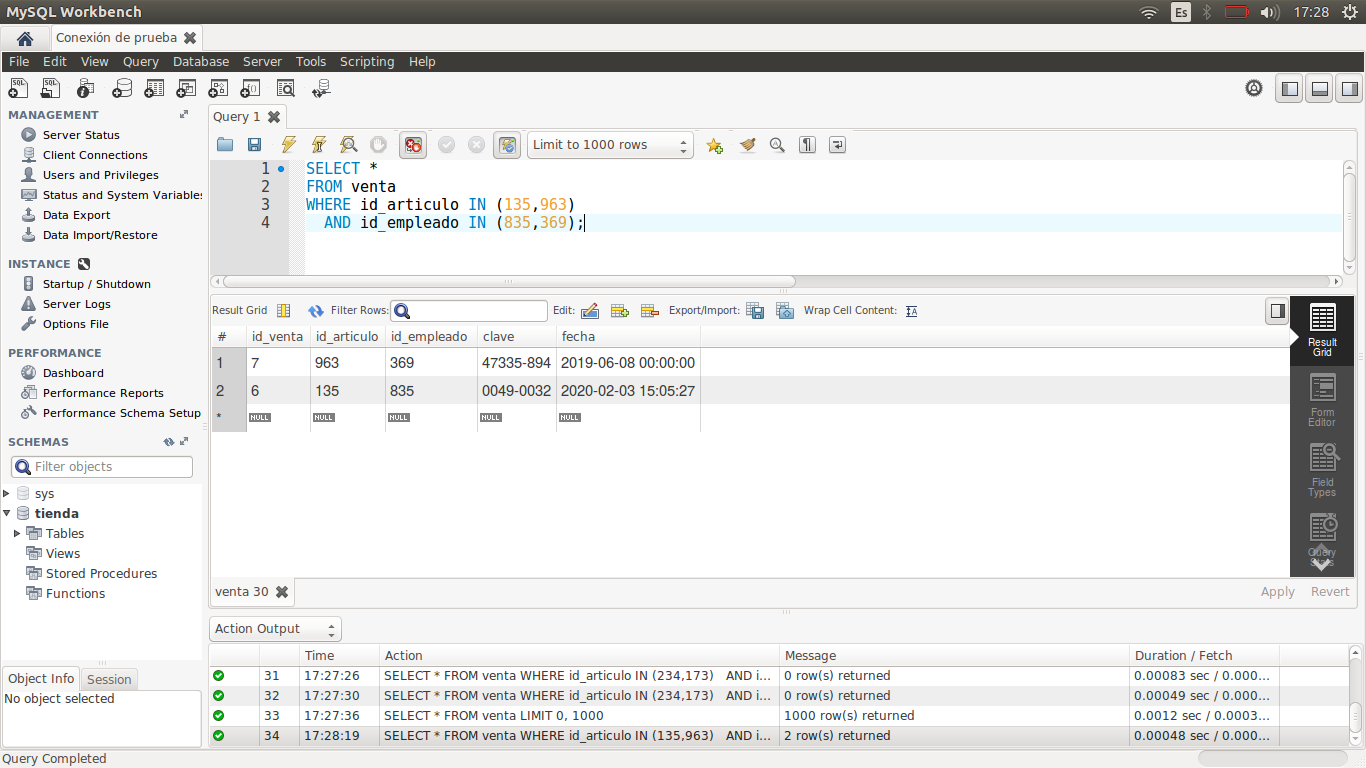 MySQL Workbench
Es
17:28
Conexión de prueba
File Edit View Query Database Server Tools Scripting Help
MANAGEMENT
Server Status
Client Connections
Users and Privileges
Status and System Variables
Data Export
Data Import/Restore
INSTANCE
Startup / Shutdown
Server Logs
Options File
PERFORMANCE
Dashboard
Performance Reports
Performance Schema Setup
SCHEMAS
Filter objects
sys
tienda
Tables
Views
Stored Procedures
Functions
Object Info Session
No object selected
Query 1
Limit to 1000 rows
1 SELECT *
2 FROM venta
3 WHERE id_articulo IN (135,963)
4 AND id_empleado IN (835,369);
Result Grid Filter Rows: Edit: Export/Import: Wrap Cell Content:
# id_venta id_articulo id_empleado clave fecha
1 7 963 369 47335-894 2019-06-08 00:00:00
2 6 135 835 0049-0032 2020-02-03 15:05:27
* NULL NULL NULL NULL NULL
Result
Grid
Form
Editor
Field
Types
Query
venta 30
Apply Revert
Action Output
Time Action Message Duration / Fetch
31 17:27:26 SELECT * FROM venta WHERE id_articulo IN (234,173) AND i... 0 row(s) returned 0.00083 sec / 0.000...
32 17:27:30 SELECT * FROM venta WHERE id_articulo IN (234,173) AND i... 0 row(s) returned 0.00049 sec / 0.000...
33 17:27:36 SELECT * FROM venta LIMIT 0, 1000 1000 row(s) returned 0.0012 sec / 0.0003...
34 17:28:19 SELECT * FROM venta WHERE id_articulo IN (135,963) AND i... 2 row(s) returned 0.00048 sec / 0.000...
Query Completed